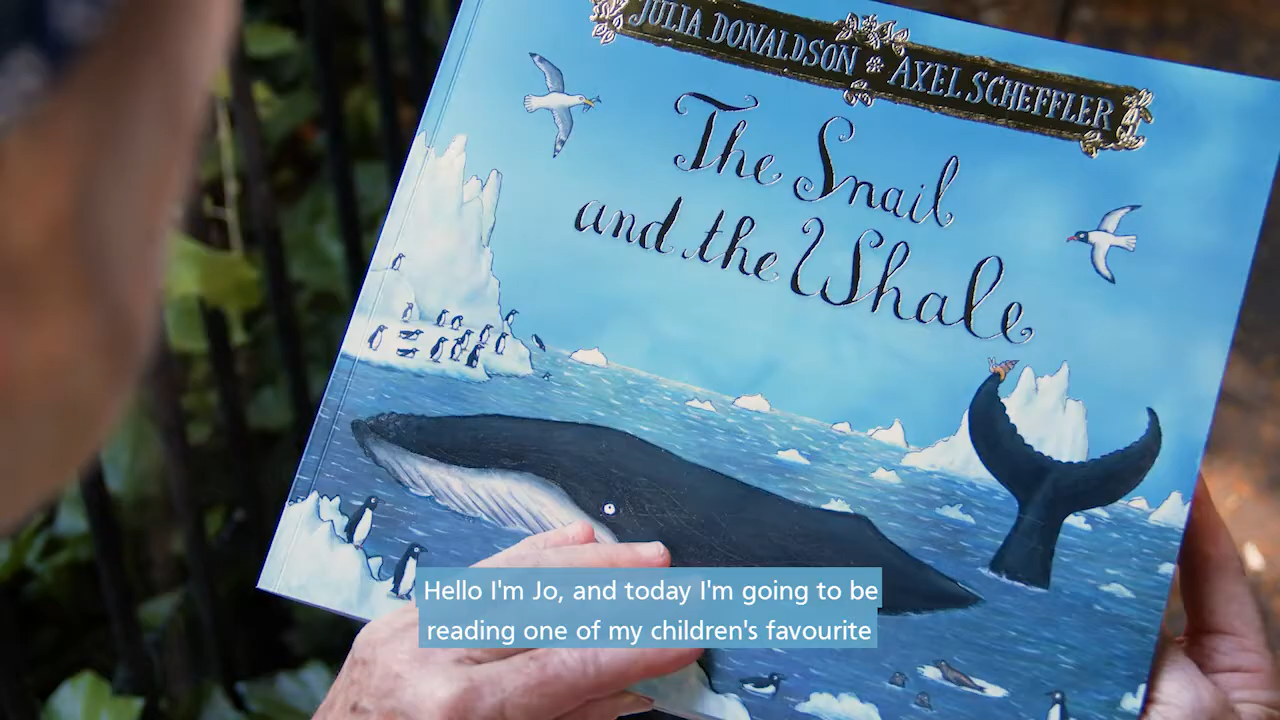 JULIA DONALDSON AXEL SCHEFFLER
The Snail
and the Whale
Hello I'm Jo, and today I'm going to be
reading one of my children's favourite